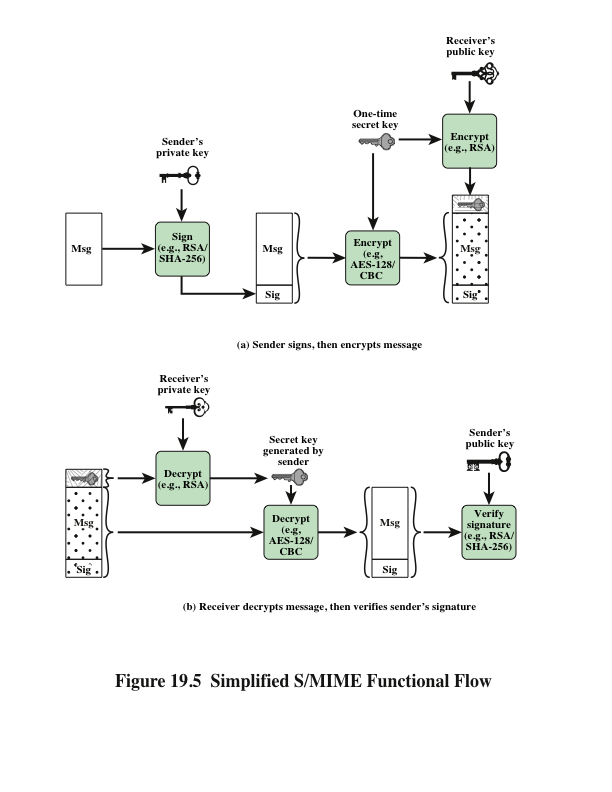 Receiver's
public key
One-time
secret key
Encrypt
(e.g., RSA)
Sender's
private key
Msg
Sign
(e.g., RSA/
SHA-256)
Msg
Sig
Encrypt
(e.g,
AES-128/
CBC
Msg
Sig
(a) Sender signs, then encrypts message
Receiver's
private key
Decrypt
(e.g., RSA)
Secret key
generated by
sender
Sender's
public key
Msg
Sig
Decrypt
(e.g,
AES-128/
CBC
Msg
Sig
Verify
signature
(e.g., RSA/
SHA-256)
(b) Receiver decrypts message, then verifies sender's signature
Figure 19.5 Simplified S/MIME Functional Flow